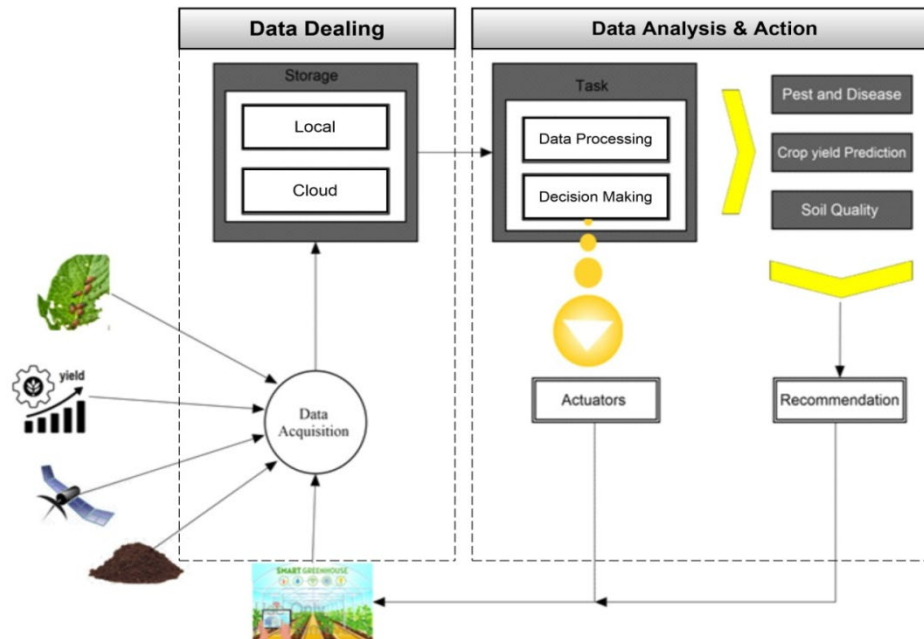 Data Dealing
Data Analysis & Action
Storage
Local
Cloud
Task
Data Processing
Decision Making
Pest and Disease
Crop yield Prediction
Soil Quality
yield
Data
Acquisition
Actuators
Recommendation
SMART GREENHOUSE